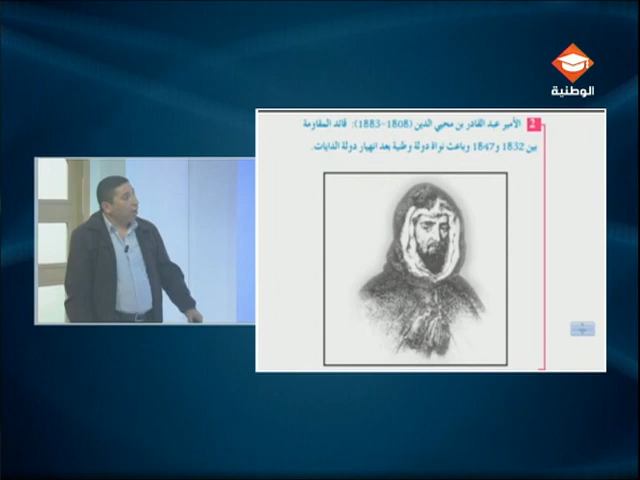 الوطنية
2 الأمير عبد القادر بن محيي الدين (1808-1883): قائد المقاومة
بين 1832 و1847 وباعث نواة دولة وطنية بعد انهيار دولة الدايات.